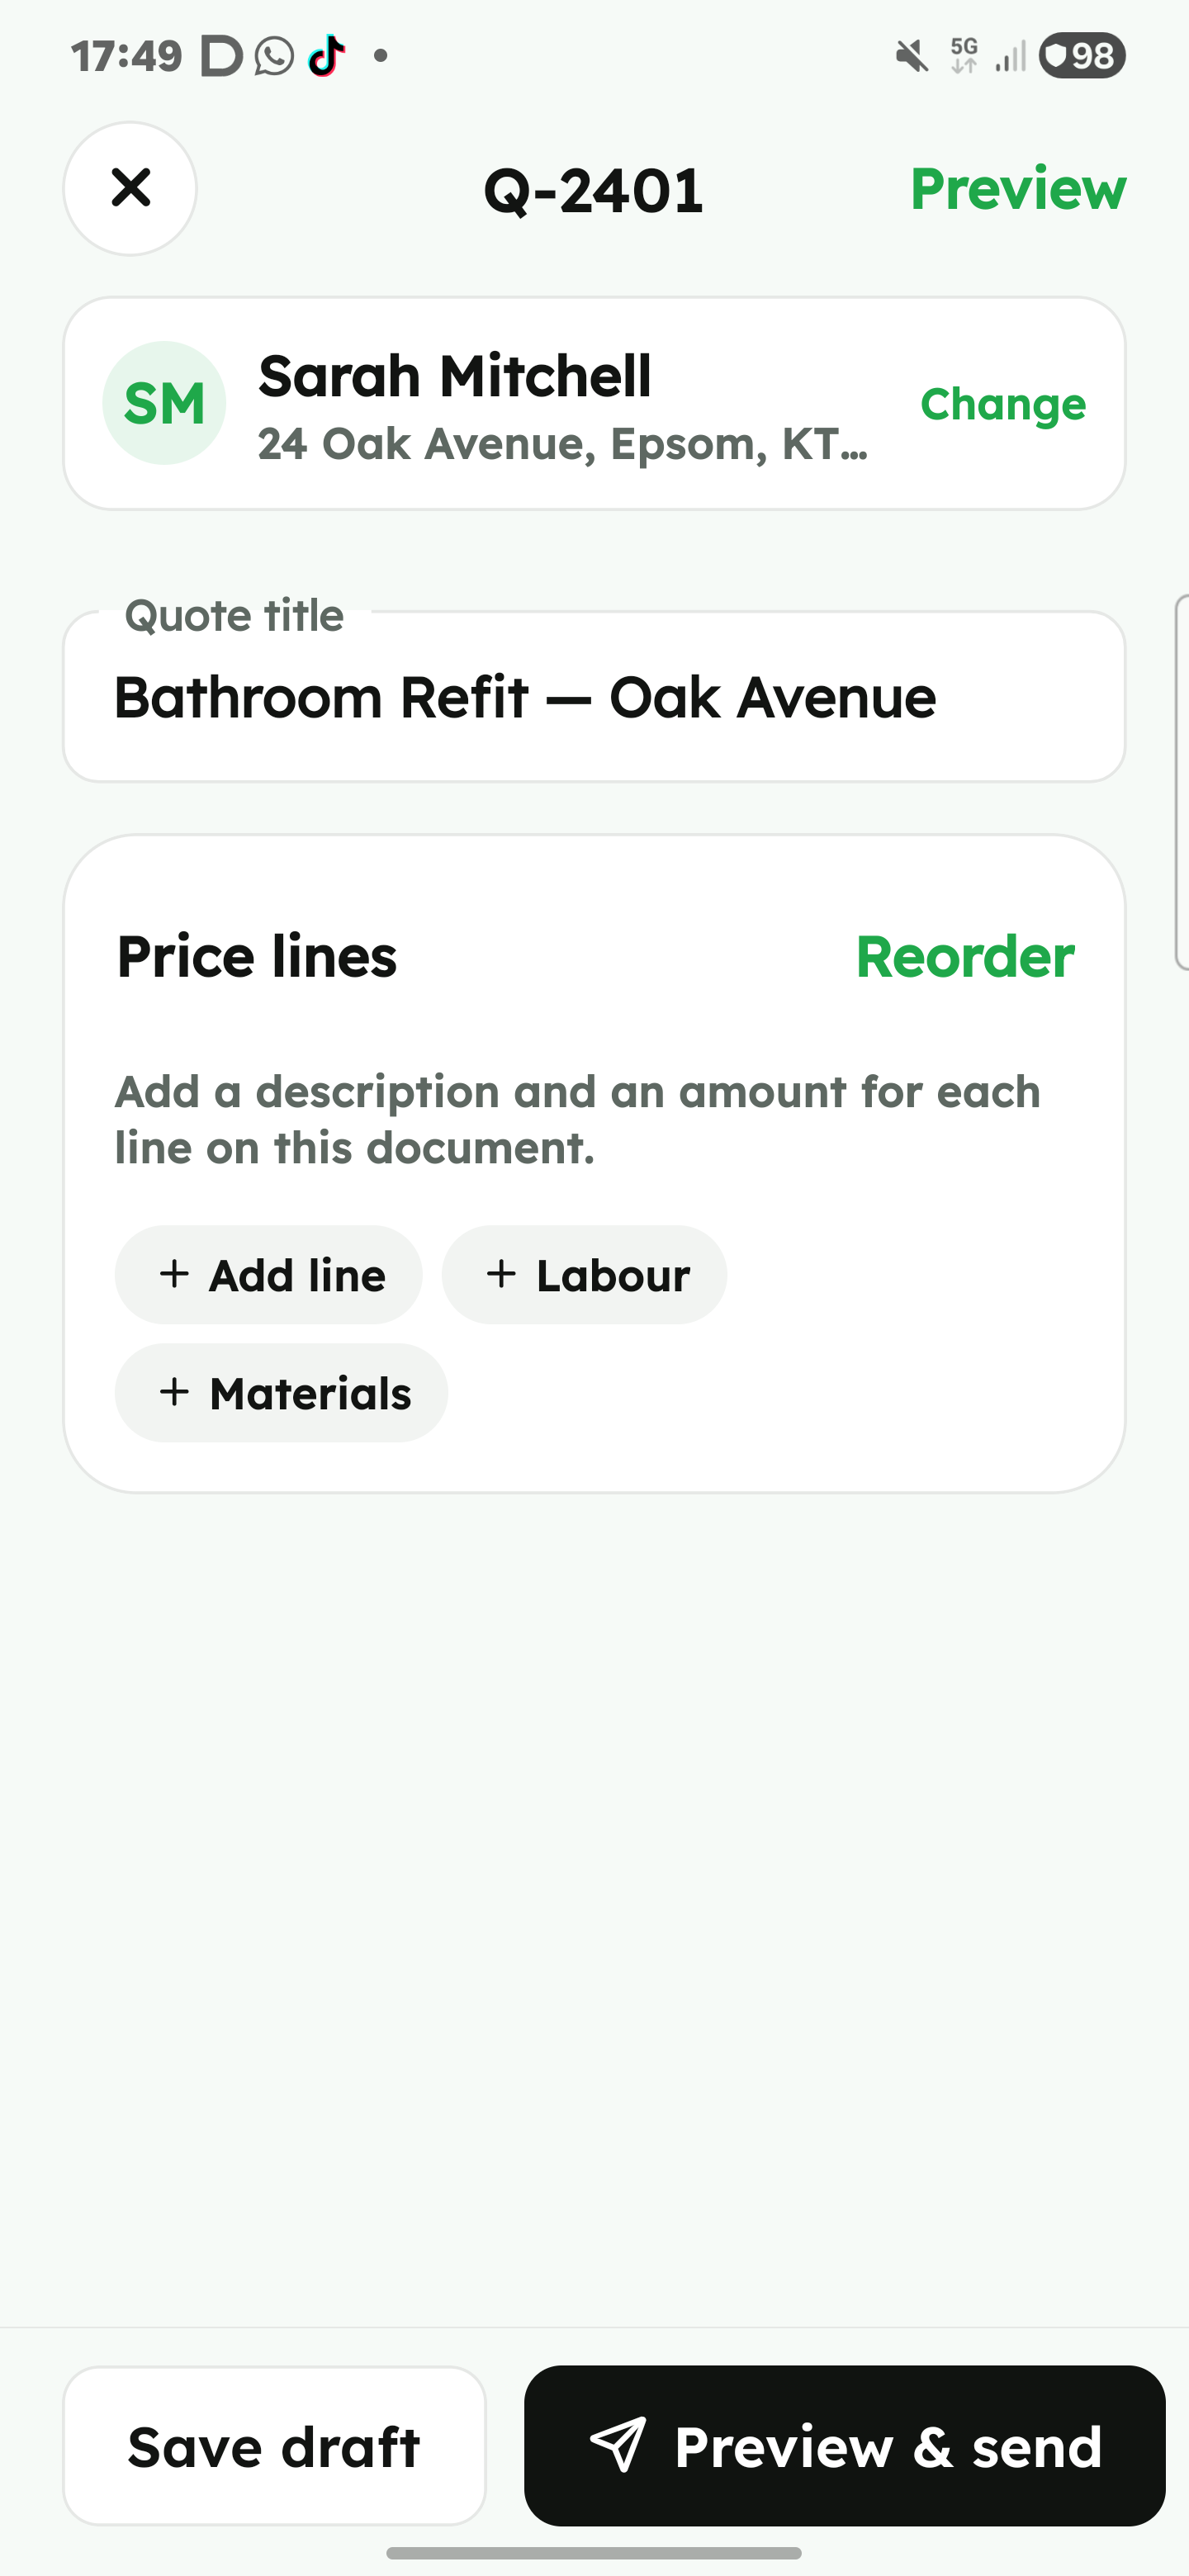 17:49
5G
98
Q-2401
Preview
SM
Sarah Mitchell
24 Oak Avenue, Epsom, KT...
Change
Quote title
Bathroom Refit — Oak Avenue
Price lines
Reorder
Add a description and an amount for each
line on this document.
+ Add line
+ Labour
+ Materials
Save draft
Preview & send